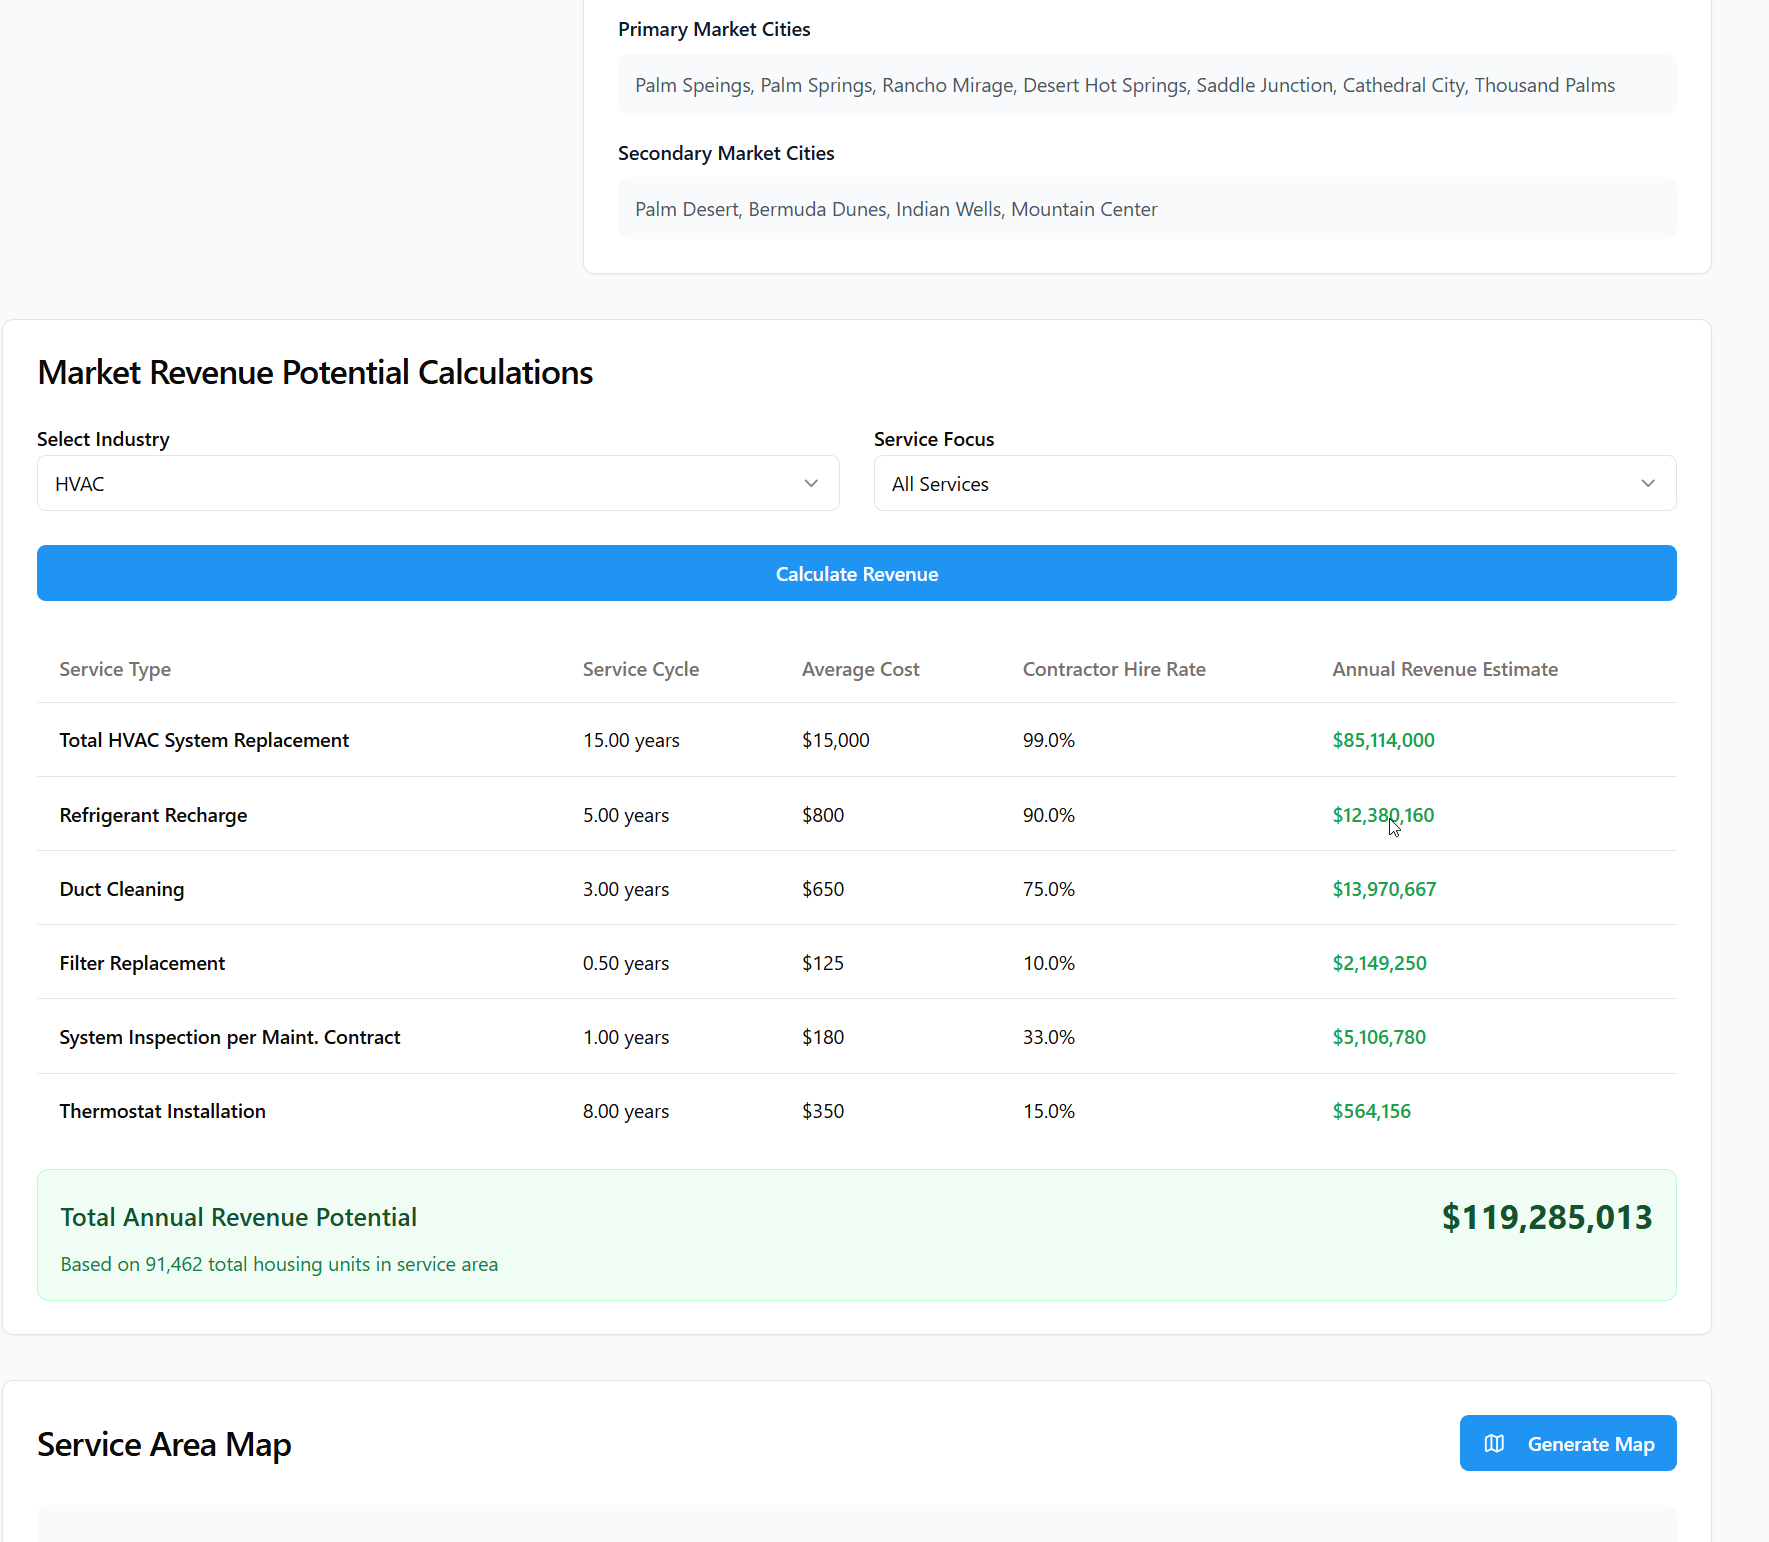 Primary Market Cities
Palm Speings, Palm Springs, Rancho Mirage, Desert Hot Springs, Saddle Junction, Cathedral City, Thousand Palms
Secondary Market Cities
Palm Desert, Bermuda Dunes, Indian Wells, Mountain Center
Market Revenue Potential Calculations
Select Industry
Service Focus
HVAC
All Services
Calculate Revenue
Service Type Service Cycle Average Cost Contractor Hire Rate Annual Revenue Estimate
Total HVAC System Replacement 15.00 years $15,000 99.0% $85,114,000
Refrigerant Recharge 5.00 years $800 90.0% $12,380,160
Duct Cleaning 3.00 years $650 75.0% $13,970,667
Filter Replacement 0.50 years $125 10.0% $2,149,250
System Inspection per Maint. Contract 1.00 years $180 33.0% $5,106,780
Thermostat Installation 8.00 years $350 15.0% $564,156
Total Annual Revenue Potential $119,285,013
Based on 91,462 total housing units in service area
Service Area Map
Generate Map